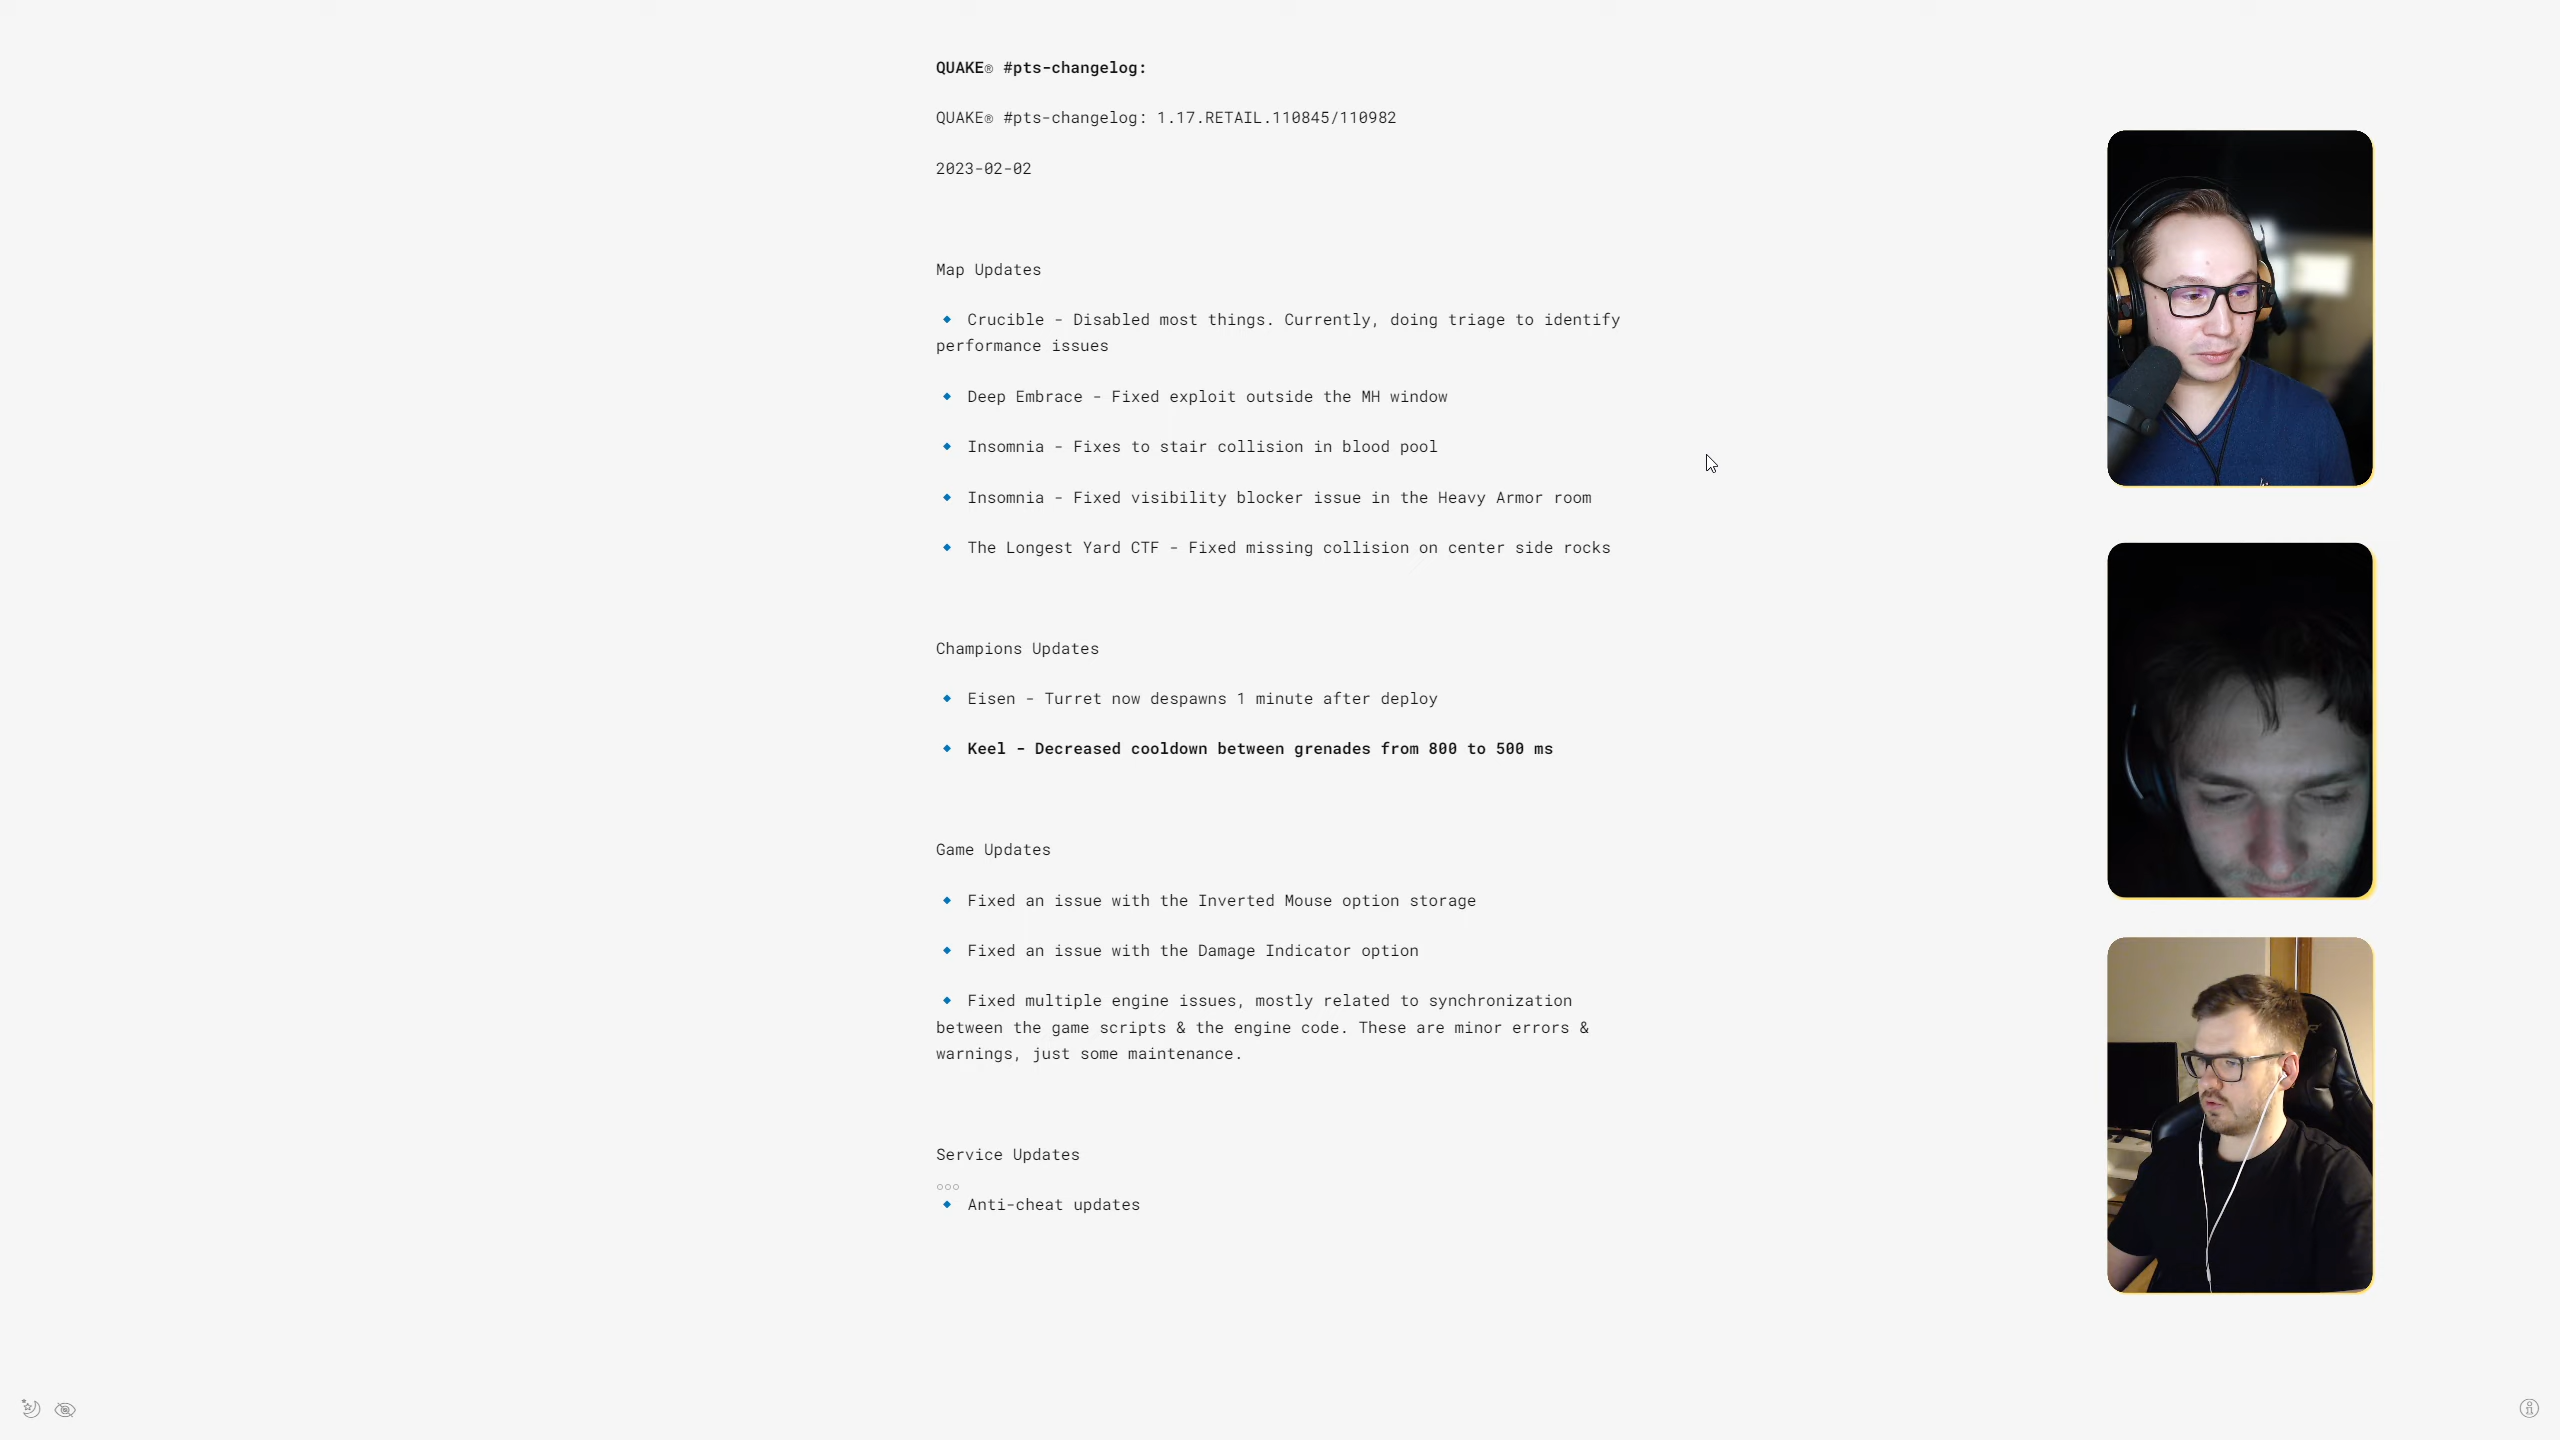 QUAKE® #pts-changelog:
QUAKE® #pts-changelog: 1.17.RETAIL.110845/110982
2023-02-02
Map Updates
🔹 Crucible - Disabled most things. Currently, doing triage to identify
performance issues
🔹 Deep Embrace - Fixed exploit outside the MH window
🔹 Insomnia - Fixes to stair collision in blood pool
🔹 Insomnia - Fixed visibility blocker issue in the Heavy Armor room
🔹 The Longest Yard CTF - Fixed missing collision on center side rocks
Champions Updates
🔹 Eisen - Turret now despawns 1 minute after deploy
🔹 Keel - Decreased cooldown between grenades from 800 to 500 ms
Game Updates
🔹 Fixed an issue with the Inverted Mouse option storage
🔹 Fixed an issue with the Damage Indicator option
🔹 Fixed multiple engine issues, mostly related to synchronization
between the game scripts & the engine code. These are minor errors &
warnings, just some maintenance.
Service Updates
🔹 Anti-cheat updates